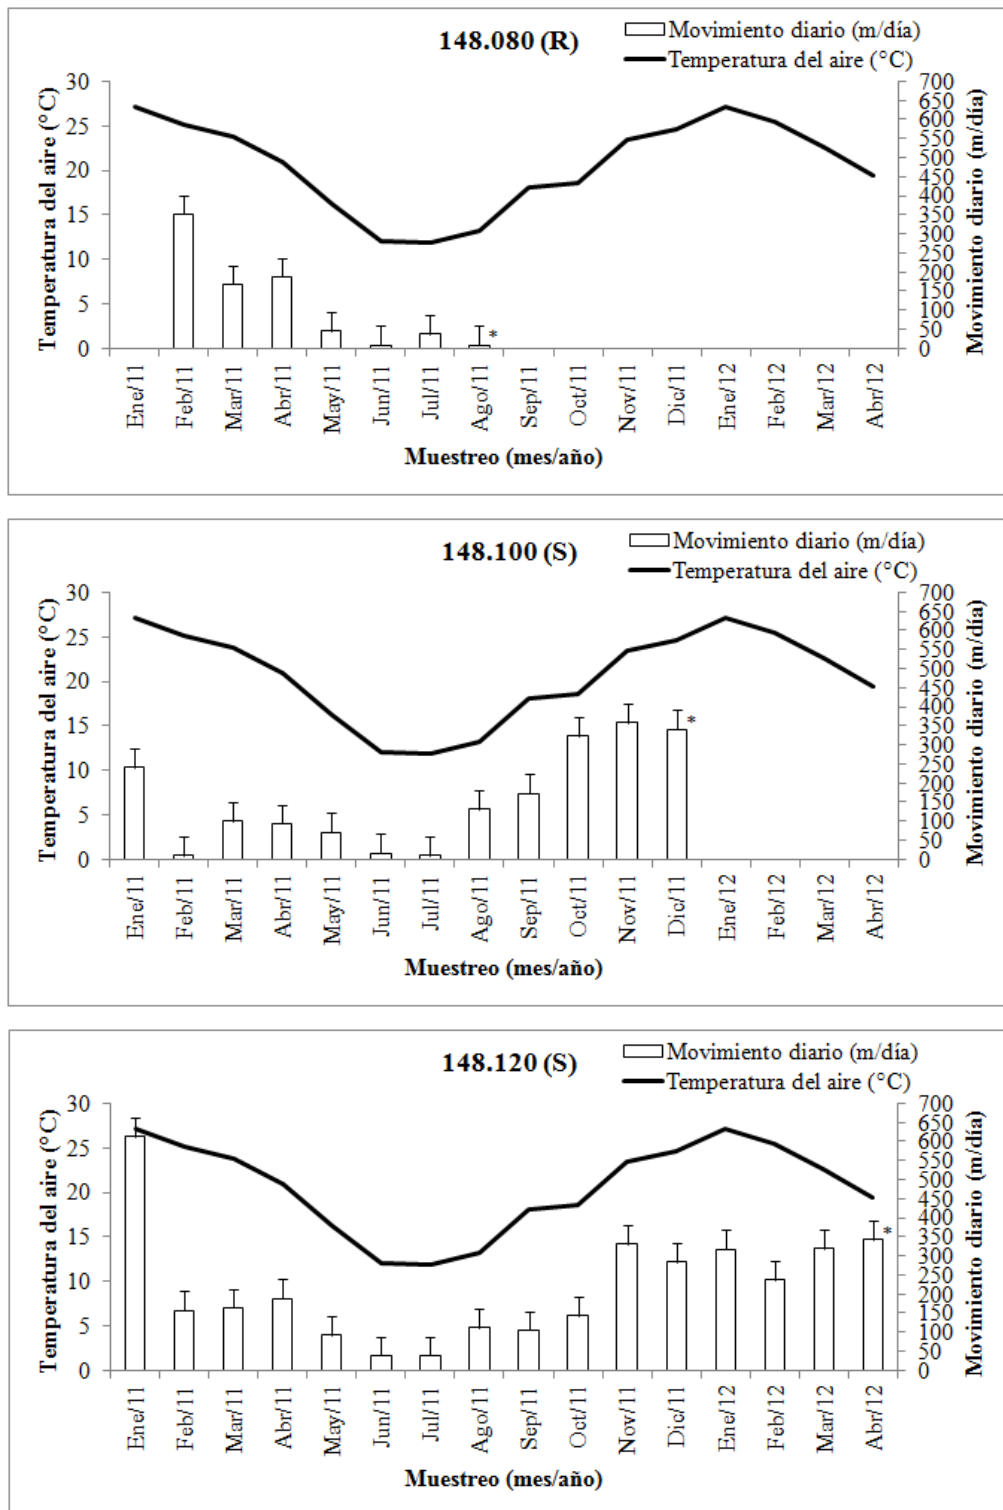 148.080 (R)
Movimiento diario (m/día)
Temperatura del aire (°C)
Temperatura del aire (°C)
30
25
20
15
10
5
0
700
650
600
550
500
450
400
350
300
250
200
150
100
50
0
Movimiento diario (m/día)
Ene/11
Feb/11
Mar/11
Abr/11
May/11
Jun/11
Jul/11
Ago/11
Sep/11
Oct/11
Nov/11
Dic/11
Ene/12
Feb/12
Mar/12
Abr/12
*
Muestreo (mes/año)
148.100 (S)
Movimiento diario (m/día)
Temperatura del aire (°C)
Temperatura del aire (°C)
30
25
20
15
10
5
0
700
650
600
550
500
450
400
350
300
250
200
150
100
50
0
Movimiento diario (m/día)
Ene/11
Feb/11
Mar/11
Abr/11
May/11
Jun/11
Jul/11
Ago/11
Sep/11
Oct/11
Nov/11
Dic/11
Ene/12
Feb/12
Mar/12
Abr/12
*
Muestreo (mes/año)
148.120 (S)
Movimiento diario (m/día)
Temperatura del aire (°C)
Temperatura del aire (°C)
30
25
20
15
10
5
0
700
650
600
550
500
450
400
350
300
250
200
150
100
50
0
Movimiento diario (m/día)
Ene/11
Feb/11
Mar/11
Abr/11
May/11
Jun/11
Jul/11
Ago/11
Sep/11
Oct/11
Nov/11
Dic/11
Ene/12
Feb/12
Mar/12
Abr/12
*
Muestreo (mes/año)